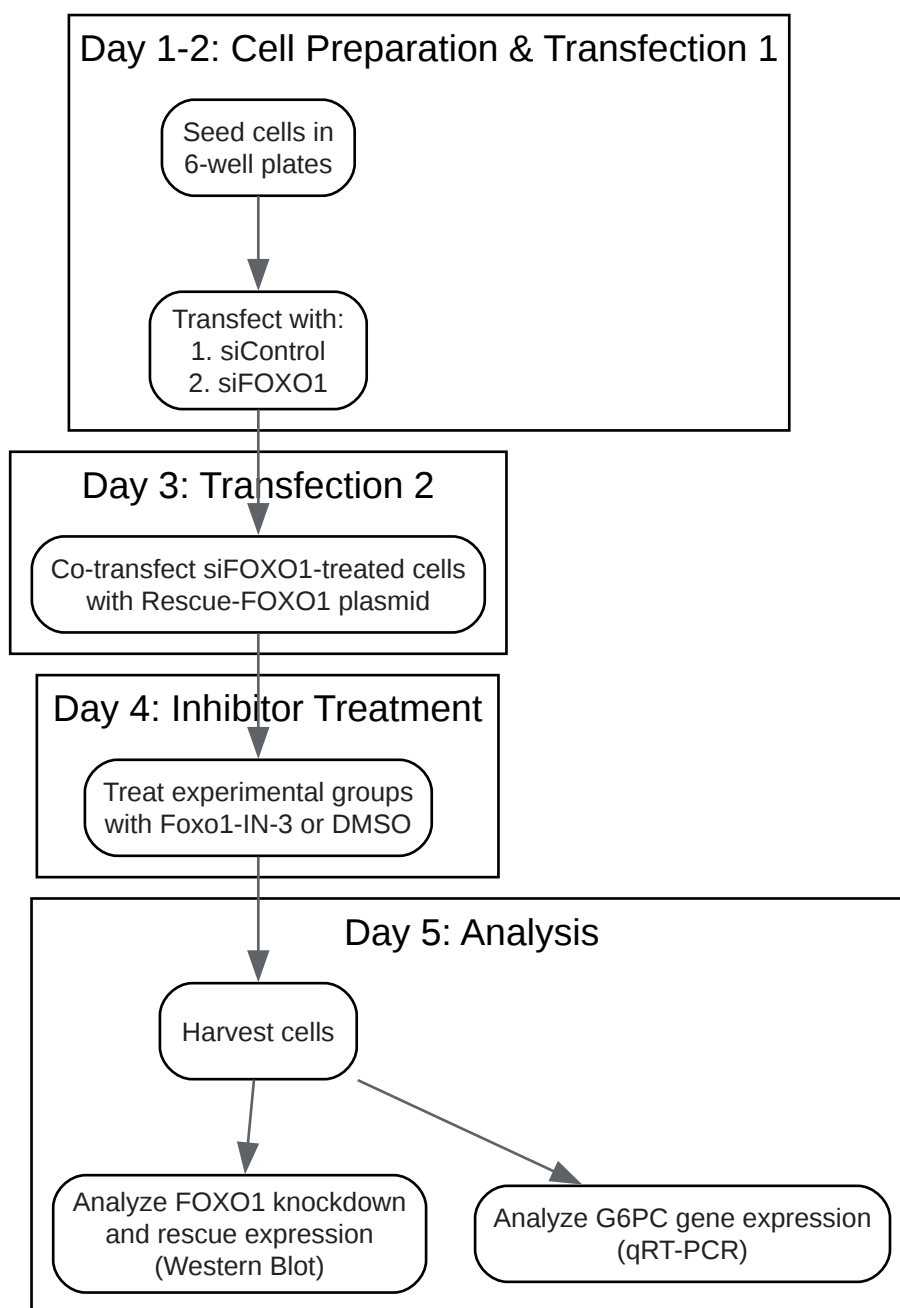 Day 1-2: Cell Preparation & Transfection 1
Seed cells in
6-well plates
Transfect with:
1. siControl
2. siFOXO1
Day 3: Transfection 2
Co-transfect siFOXO1-treated cells
with Rescue-FOXO1 plasmid
Day 4: Inhibitor Treatment
Treat experimental groups
with Foxo1-IN-3 or DMSO
Day 5: Analysis
Harvest cells
Analyze FOXO1 knockdown
and rescue expression
(Western Blot)
Analyze G6PC gene expression
(qRT-PCR)